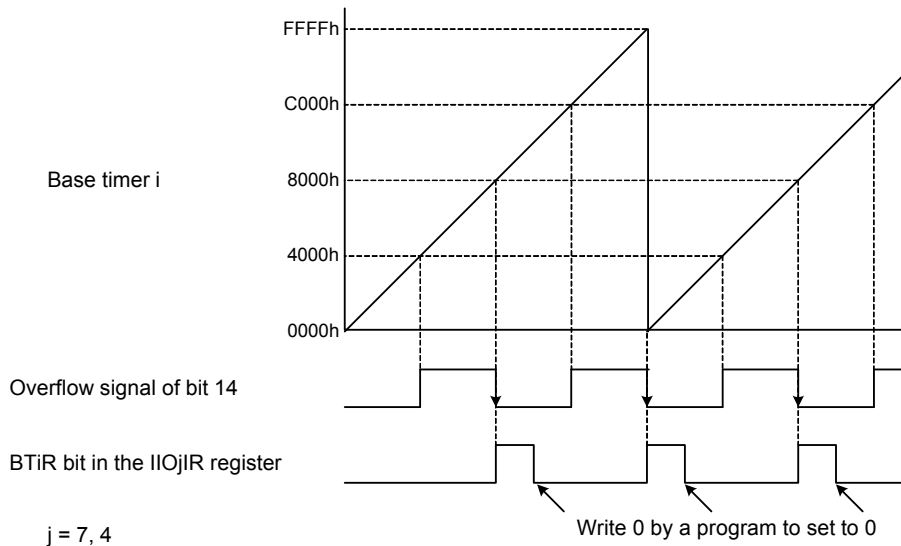 FFFFh
C000h
Base timer i
8000h
4000h
0000h
Overflow signal of bit 14
BTiR bit in the IIOjIR register
Write 0 by a program to set to 0
j = 7, 4